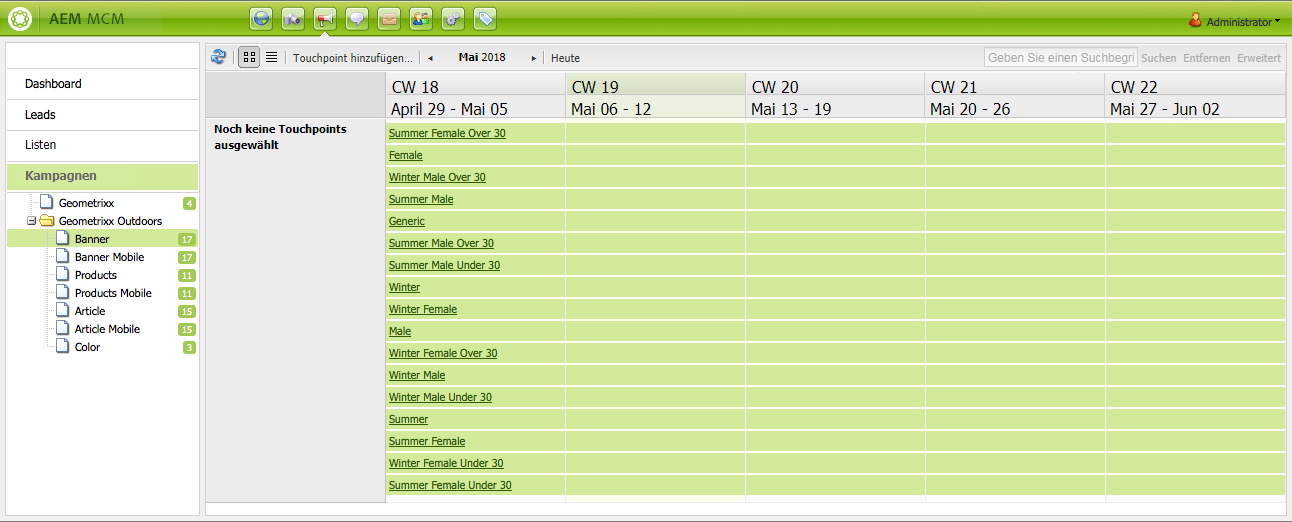 AEM MCM
Administrator
Touchpoint hinzufügen... Mai 2018 Heute Geben Sie einen Suchbegri Suchen Entfernen Erweitert
Dashboard
Leads
Listen
Kampagnen
Geometrixx 4
Geometrixx Outdoors
Banner 17
Banner Mobile 17
Products 11
Products Mobile 11
Article 15
Article Mobile 15
Color 3
CW 18 CW 19 CW 20 CW 21 CW 22
April 29 - Mai 05 Mai 06 - 12 Mai 13 - 19 Mai 20 - 26 Mai 27 - Jun 02
Noch keine Touchpoints
ausgewählt
Summer Female Over 30
Female
Winter Male Over 30
Summer Male
Generic
Summer Male Over 30
Summer Male Under 30
Winter
Winter Female
Male
Winter Female Over 30
Winter Male
Winter Male Under 30
Summer
Summer Female
Winter Female Under 30
Summer Female Under 30